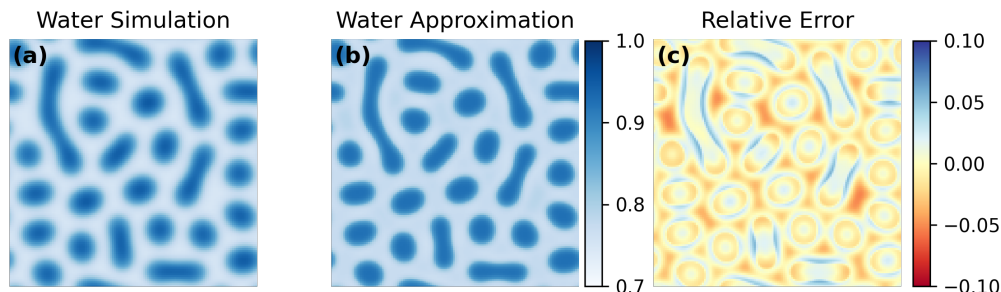 Water Simulation
Water Approximation
Relative Error
(a)
(b)
(c)
1.0
0.9
0.8
0.7
0.10
0.05
0.00
−0.05
−0.10